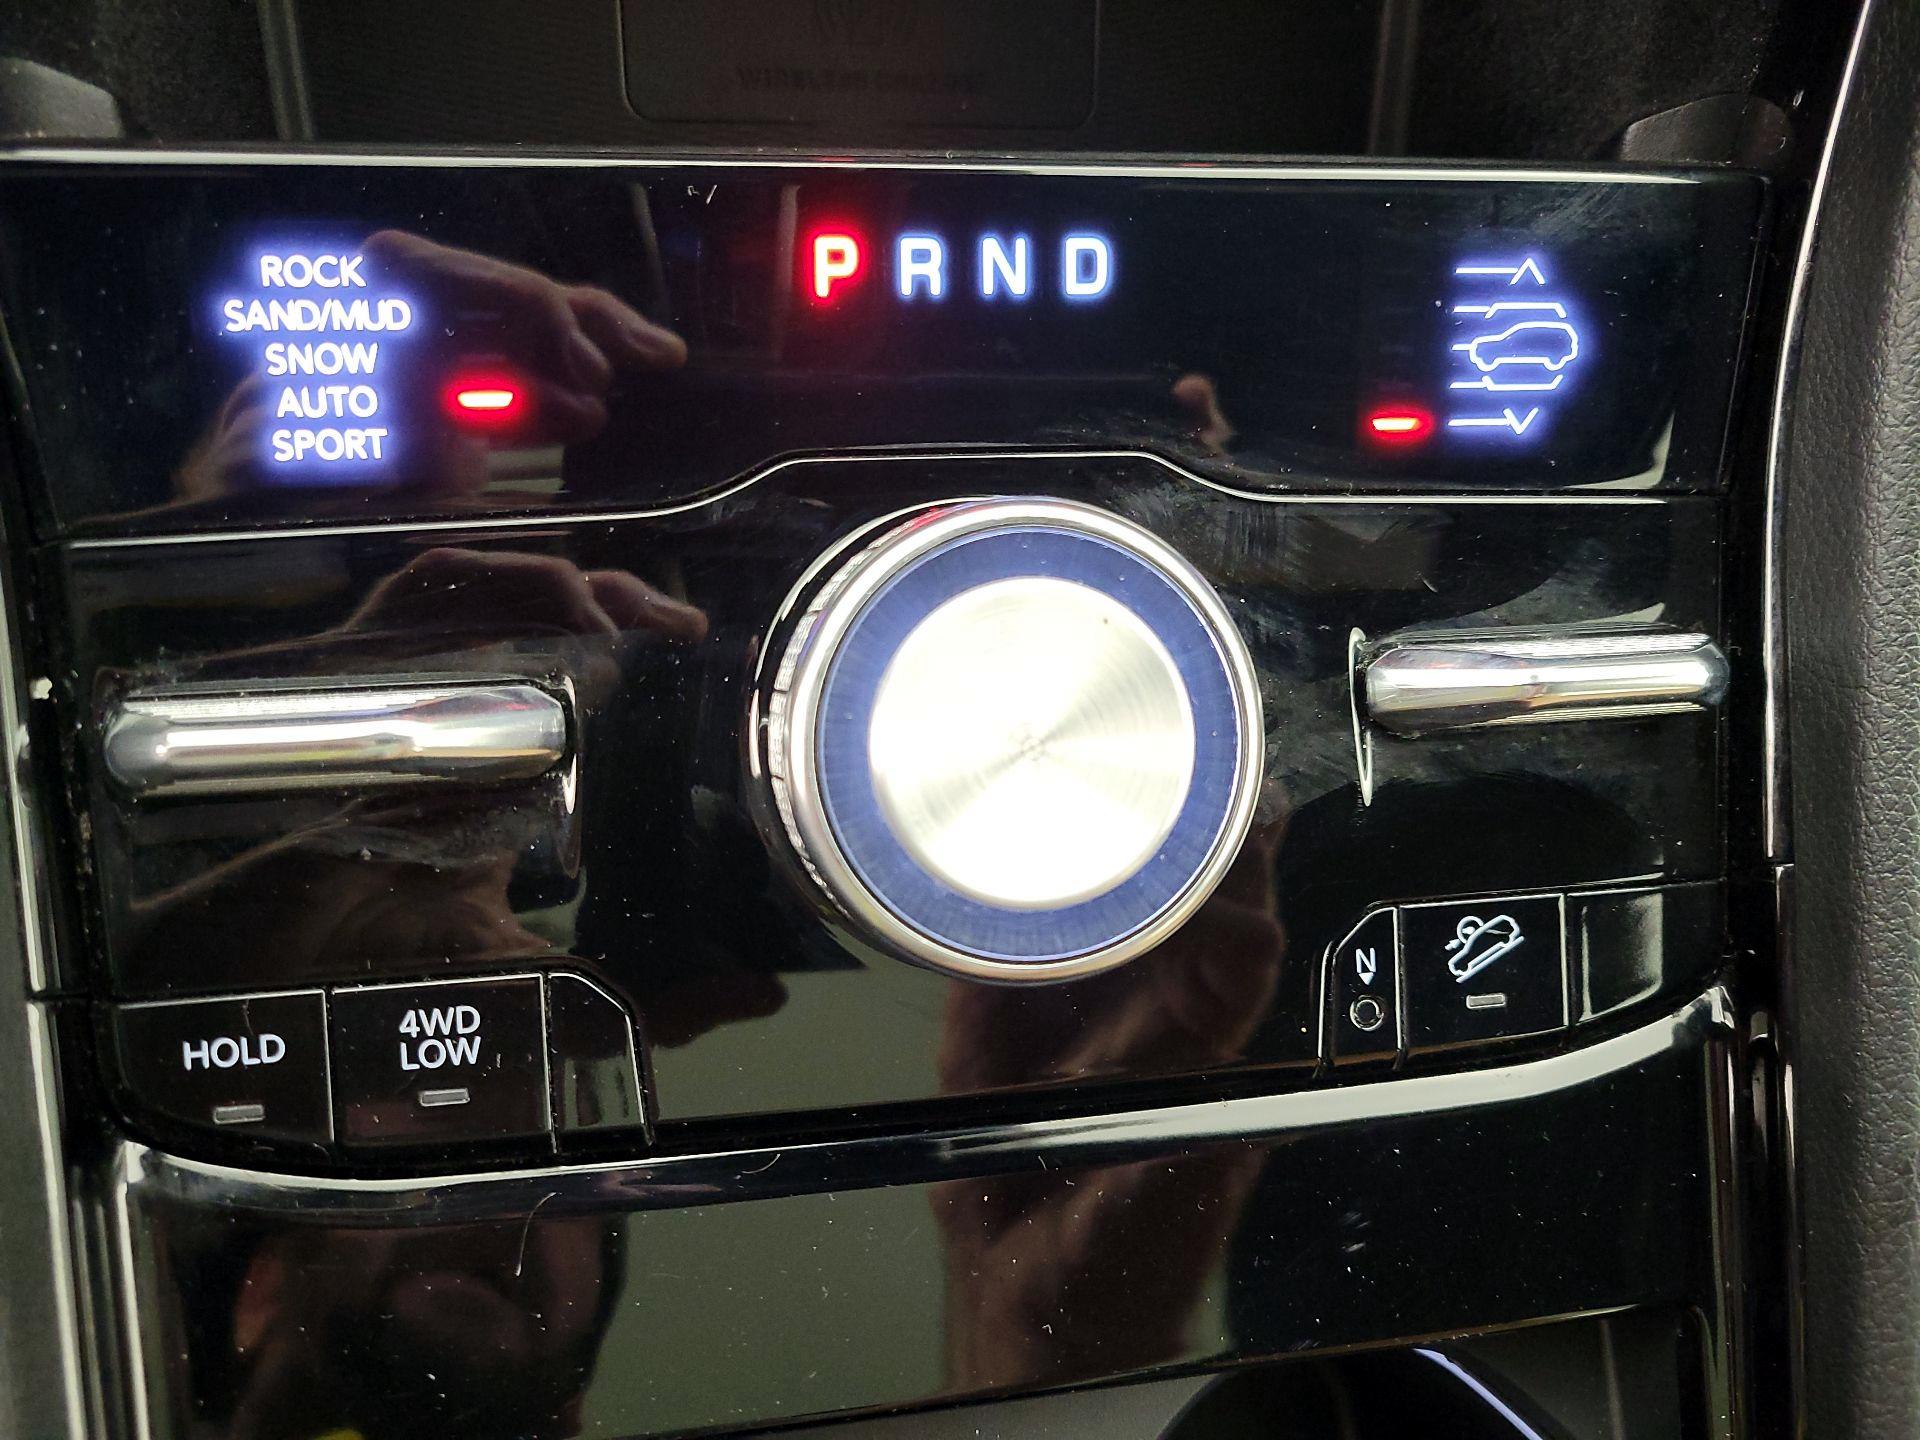 P R N D
ROCK
SAND/MUD
SNOW
AUTO
SPORT
HOLD
4WD
LOW
N